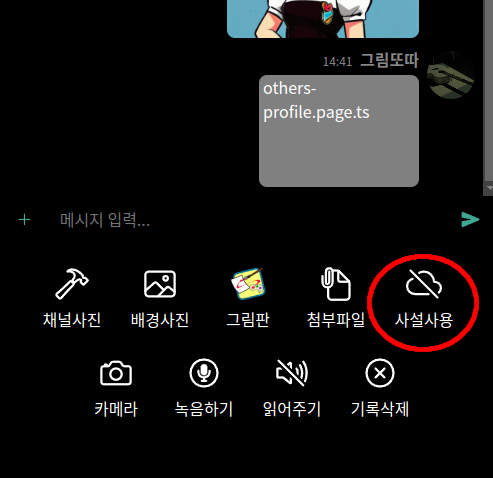 14:41 그림또따
others-
profile.page.ts
메시지 입력...
채널사진 배경사진 그림판 첨부파일 사설사용
카메라 녹음하기 읽어주기 기록삭제